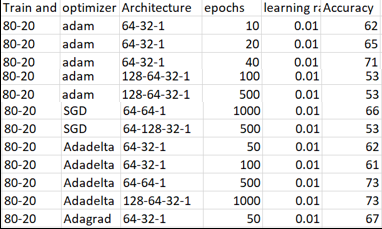 Train and optimizer Architecture epochs learning ra Accuracy
80-20 adam 64-32-1 10 0.01 62
80-20 adam 64-32-1 20 0.01 65
80-20 adam 64-32-1 40 0.01 71
80-20 adam 128-64-32-1 100 0.01 53
80-20 adam 128-64-32-1 500 0.01 53
80-20 SGD 64-64-1 1000 0.01 66
80-20 SGD 64-128-32-1 500 0.01 53
80-20 Adadelta 64-32-1 50 0.01 62
80-20 Adadelta 64-32-1 100 0.01 61
80-20 Adadelta 64-64-1 500 0.01 73
80-20 Adadelta 128-64-32-1 1000 0.01 73
80-20 Adagrad 64-32-1 50 0.01 67